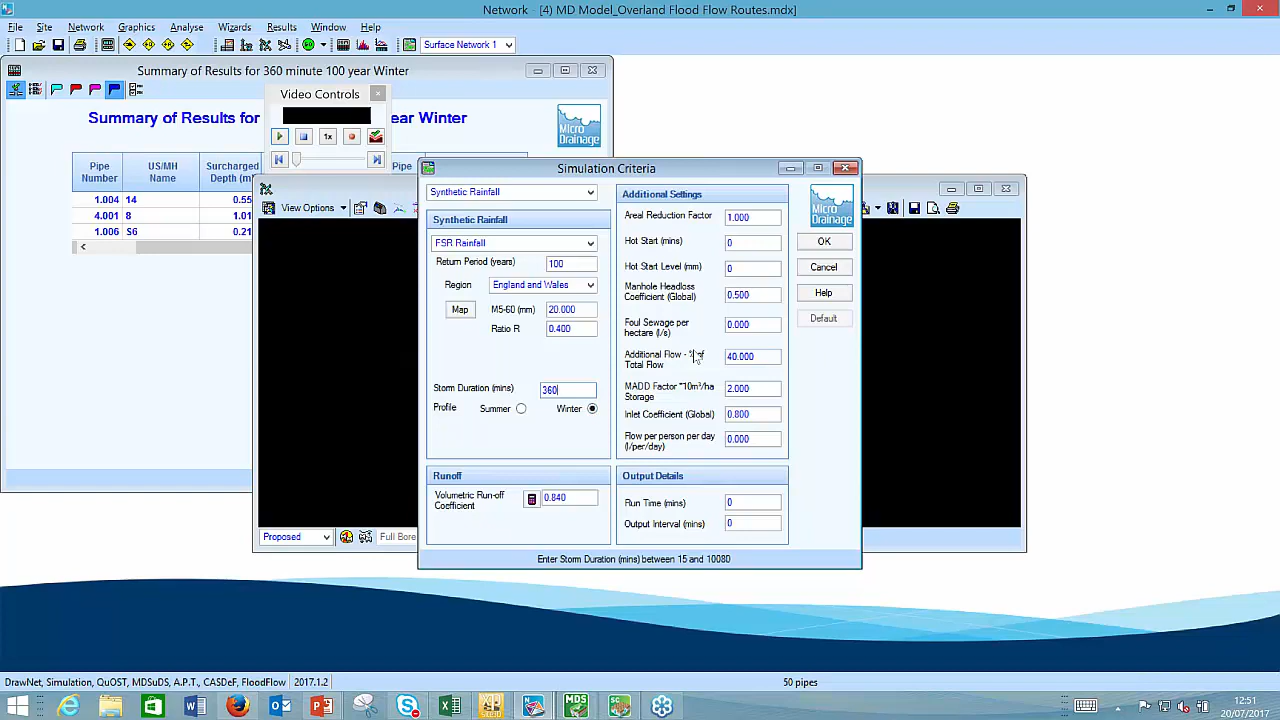 Network - [4) MD Model_Overland Flood Flow Routes.mdx]
File Site Network Graphics Analyse Wizards Results Window Help
Surface Network 1
Summary of Results for 360 minute 100 year Winter
Video Controls
1x
Summary of Results for
ear Winter
Micro
Drainage
Pipe
Number
US/MH
Name
Surcharged
Depth (m
Pipe
1.004 14 0.55
4.001 8 1.01
1.006 S6 0.21
View Options
Proposed
Full Bore
Simulation Criteria
Synthetic Rainfall
Synthetic Rainfall
FSR Rainfall
Return Period (years) 100
Region England and Wales
Map M5-60 (mm) 20.000
Ratio R 0.400
Storm Duration (mins) 360
Profile Summer Winter
Runoff
Volumetric Run-off
Coefficient
0.840
Additional Settings
Areal Reduction Factor 1.000
Hot Start (mins) 0
Hot Start Level (mm) 0
Manhole Headloss
Coefficient (Global) 0.500
Foul Sewage per
hectare (l/s) 0.000
Additional Flow - % of
Total Flow 40.000
MADD Factor *10m³/ha
Storage 2.000
Inlet Coefficient (Global) 0.800
Flow per person per day
(l/per/day) 0.000
Output Details
Run Time (mins) 0
Output Interval (mins) 0
Micro
Drainage
OK
Cancel
Help
Default
Enter Storm Duration (mins) between 15 and 10080
DrawNet, Simulation, QuOST, MDSuDS, A.P.T., CASDeF, FloodFlow 2017.1.2 50 pipes
MDS
SC
12:51
20/07/2017